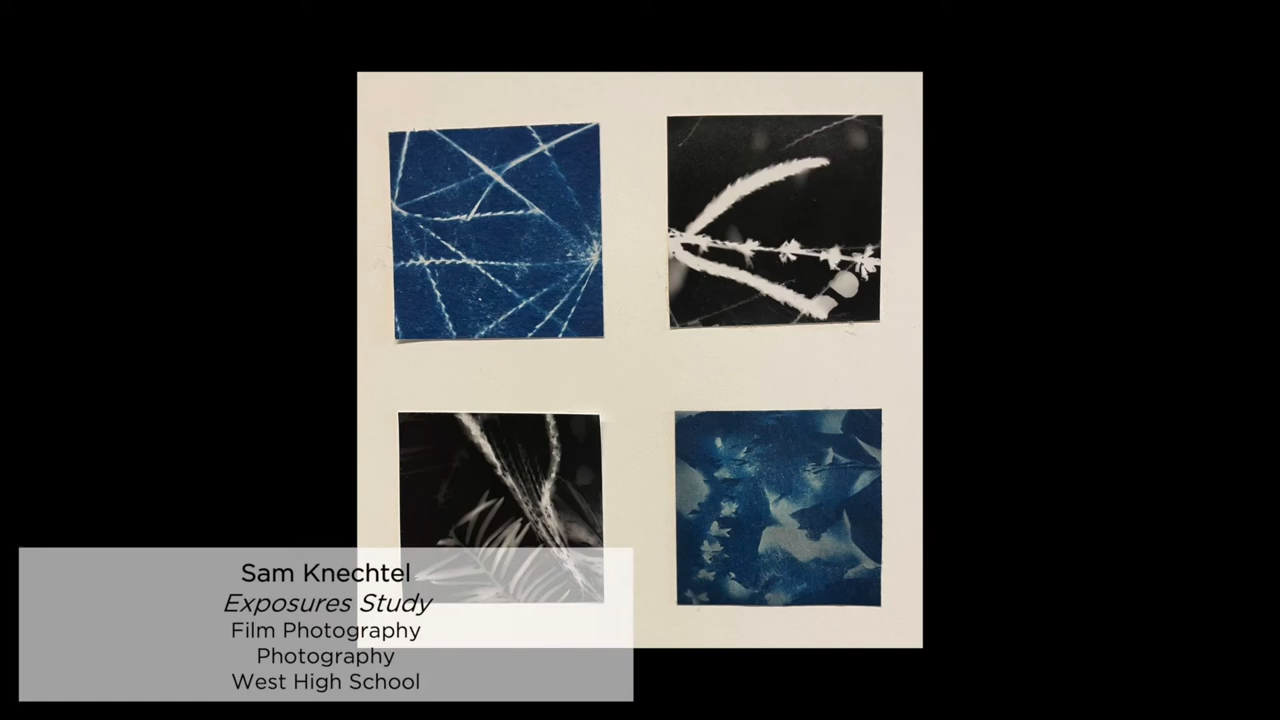 Sam Knechtel
Exposures Study
Film Photography
Photography
West High School